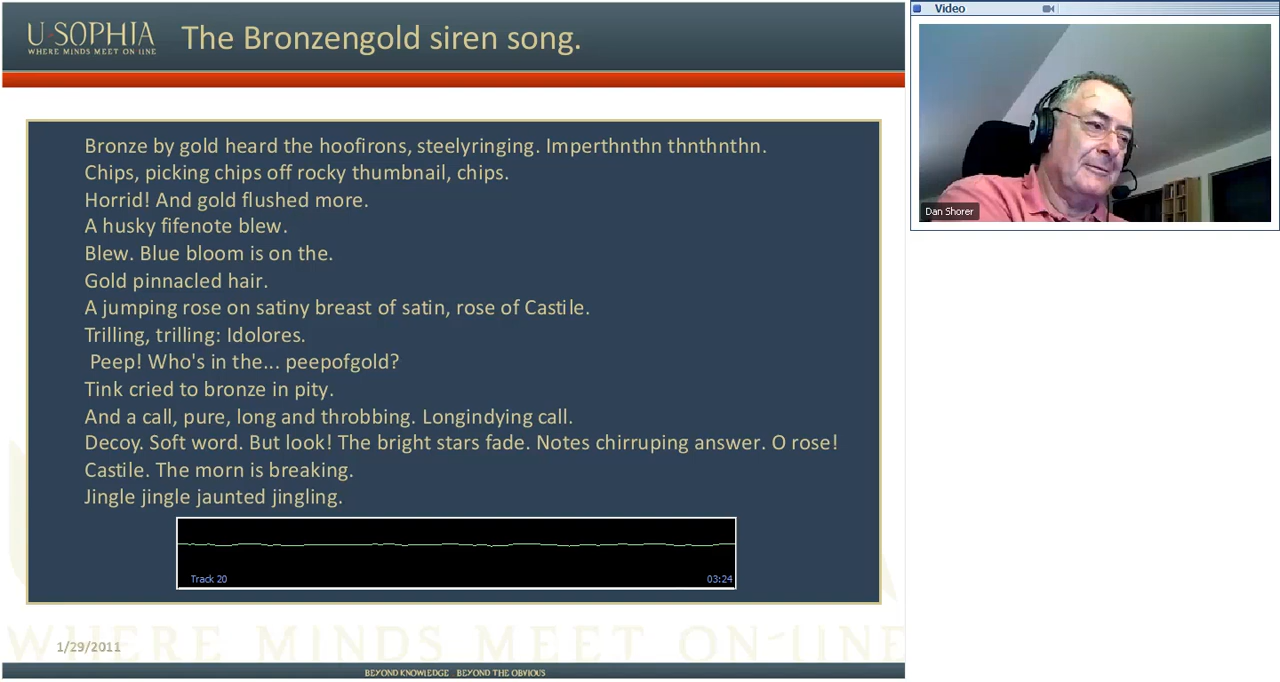 U·SOPHIA
WHERE MINDS MEET ON LINE
The Bronzengold siren song.
Video
Bronze by gold heard the hoofirons, steelyringing. Imperthnthn thnthnthn.
Chips, picking chips off rocky thumbnail, chips.
Horrid! And gold flushed more.
A husky fifenote blew.
Blew. Blue bloom is on the.
Gold pinnacled hair.
A jumping rose on satiny breast of satin, rose of Castile.
Trilling, trilling: Idolores.
Peep! Who's in the... peepofgold?
Tink cried to bronze in pity.
And a call, pure, long and throbbing. Longindying call.
Decoy. Soft word. But look! The bright stars fade. Notes chirruping answer. O rose!
Castile. The morn is breaking.
Jingle jingle jaunted jingling.
Track 20 03:24
Dan Shorer
WHERE MINDS MEET ON LINE
1/29/2011
BEYOND KNOWLEDGE BEYOND THE OBVIOUS